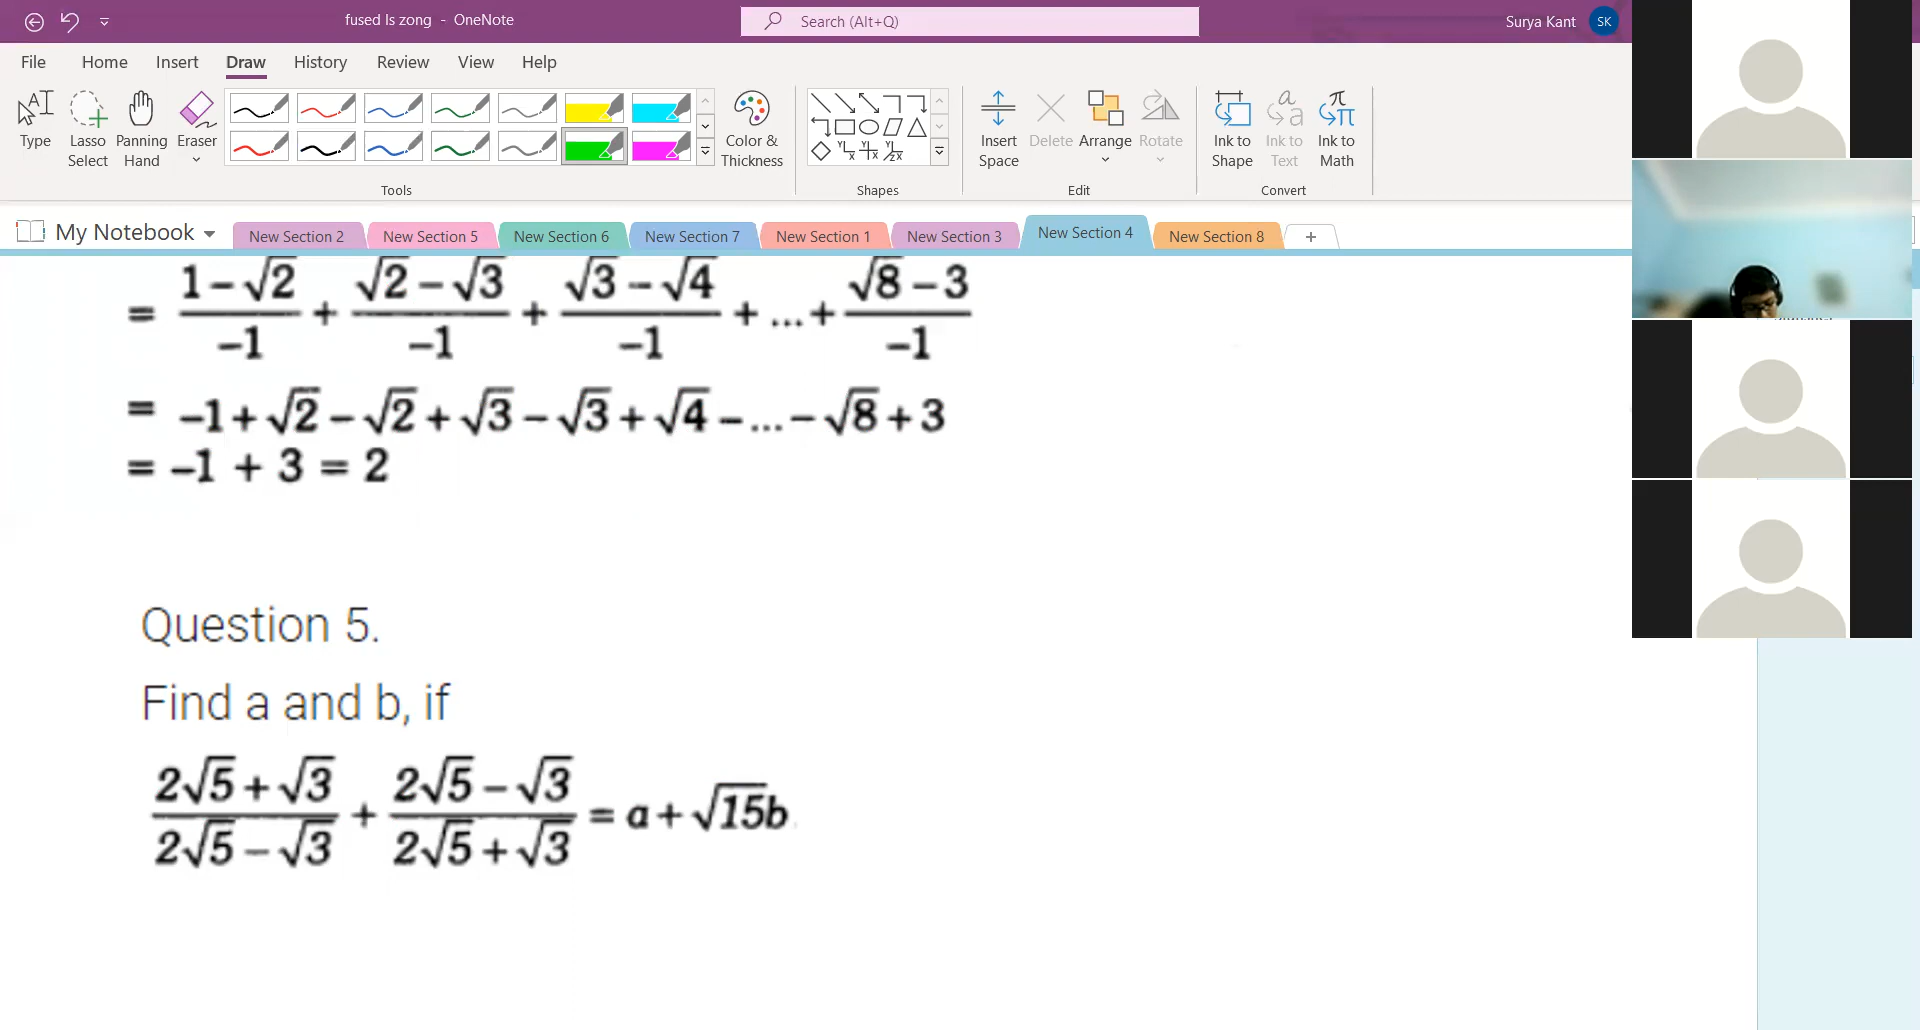 fused Is zong - OneNote
Search (Alt+Q)
Surya Kant
SK
File Home Insert Draw History Review View Help
Type
Lasso Select
Panning Hand
Eraser
Color & Thickness
Insert Space
Delete
Arrange
Rotate
Ink to Shape
Ink to Text
Ink to Math
Tools
Shapes
Edit
Convert
My Notebook
New Section 2
New Section 5
New Section 6
New Section 7
New Section 1
New Section 3
New Section 4
New Section 8
+
= (1-√2)/-1 + (√2-√3)/-1 + (√3-√4)/-1 + ...+ (√8-3)/-1
= -1+√2-√2+√3-√3+√4-...-√8+3
= -1 + 3 = 2
Question 5.
Find a and b, if
(2√5+√3)/(2√5-√3) + (2√5-√3)/(2√5+√3) = a+√15b